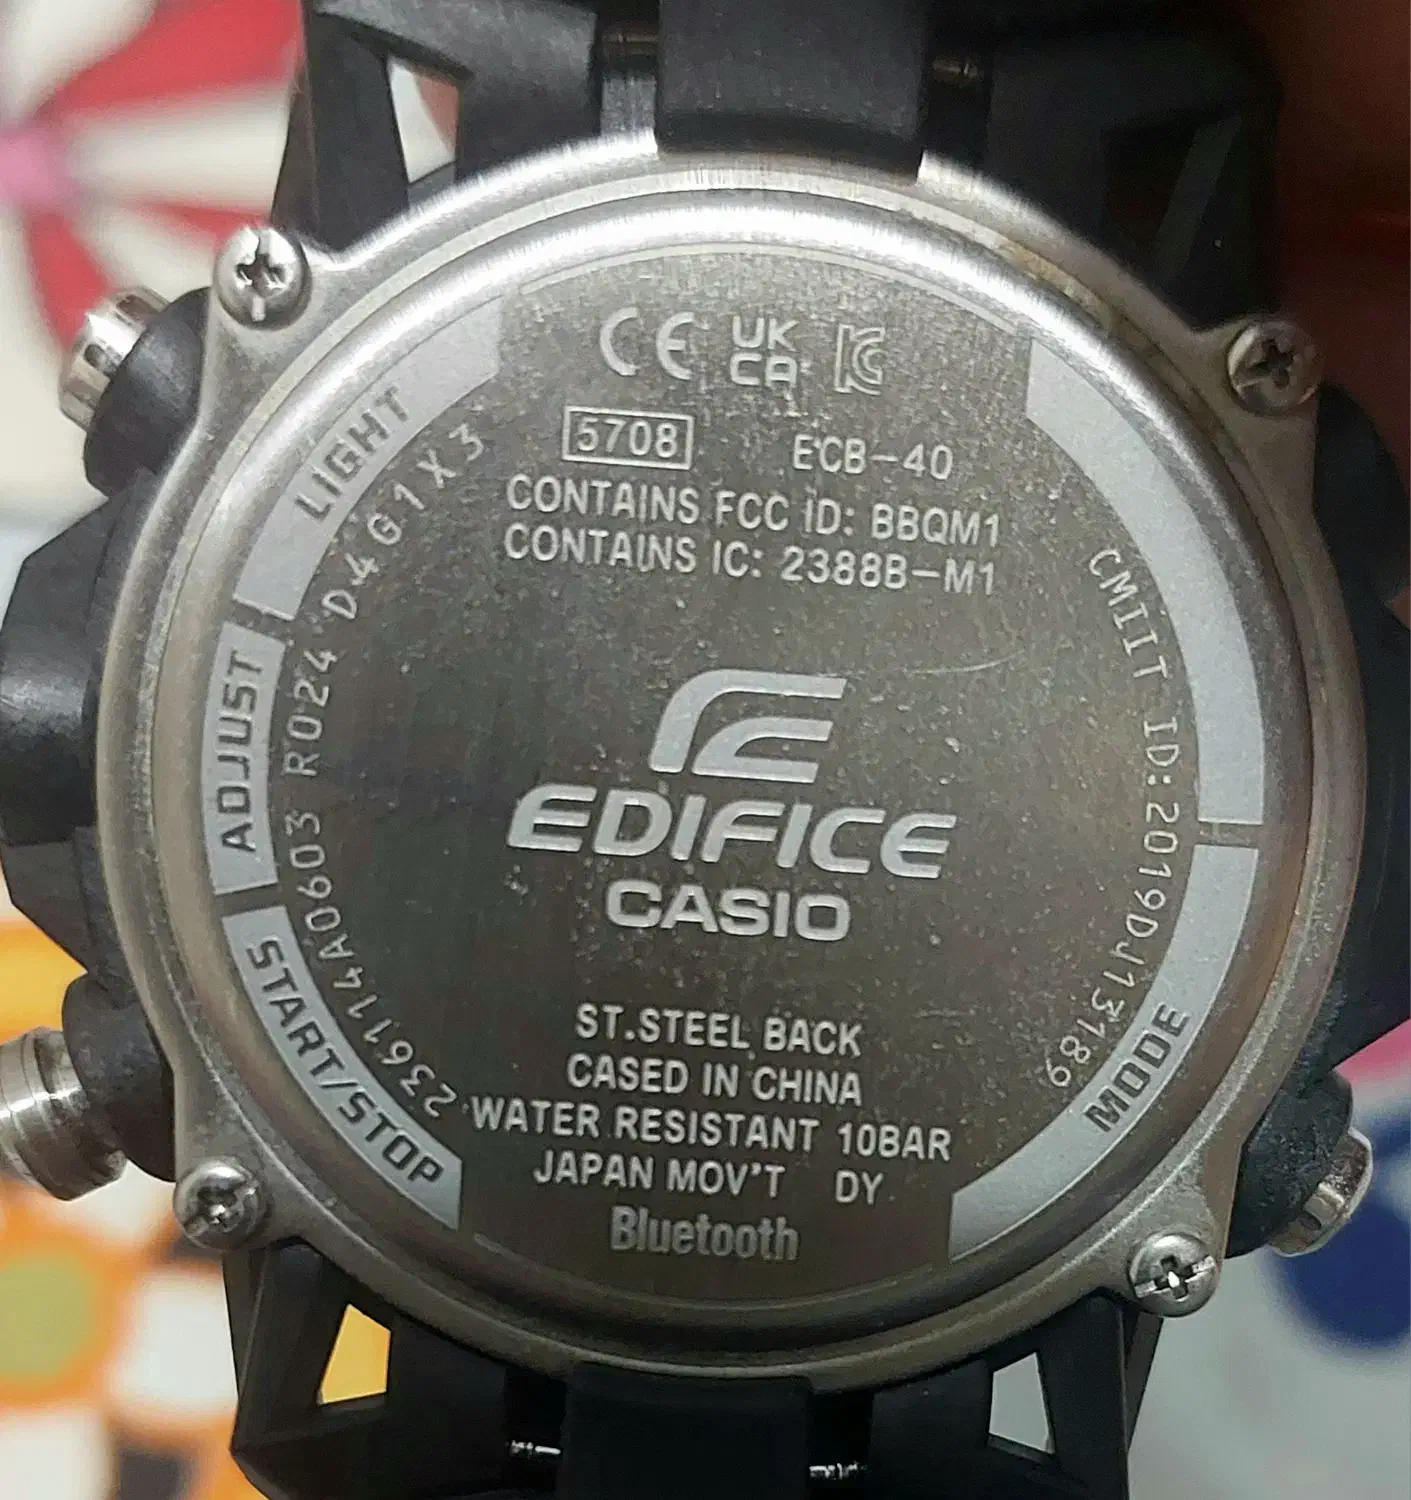 CE UK CA KC
5708 ECB-40
CONTAINS FCC ID: BBQM1
CONTAINS IC: 2388B-M1
EDIFICE
CASIO
ST.STEEL BACK
CASED IN CHINA
WATER RESISTANT 10BAR
JAPAN MOV'T DY
Bluetooth
LIGHT
ADJUST
START/STOP
MODE
236114A0603 R024 D4G1X3
CMIIT ID:2019DJ13189